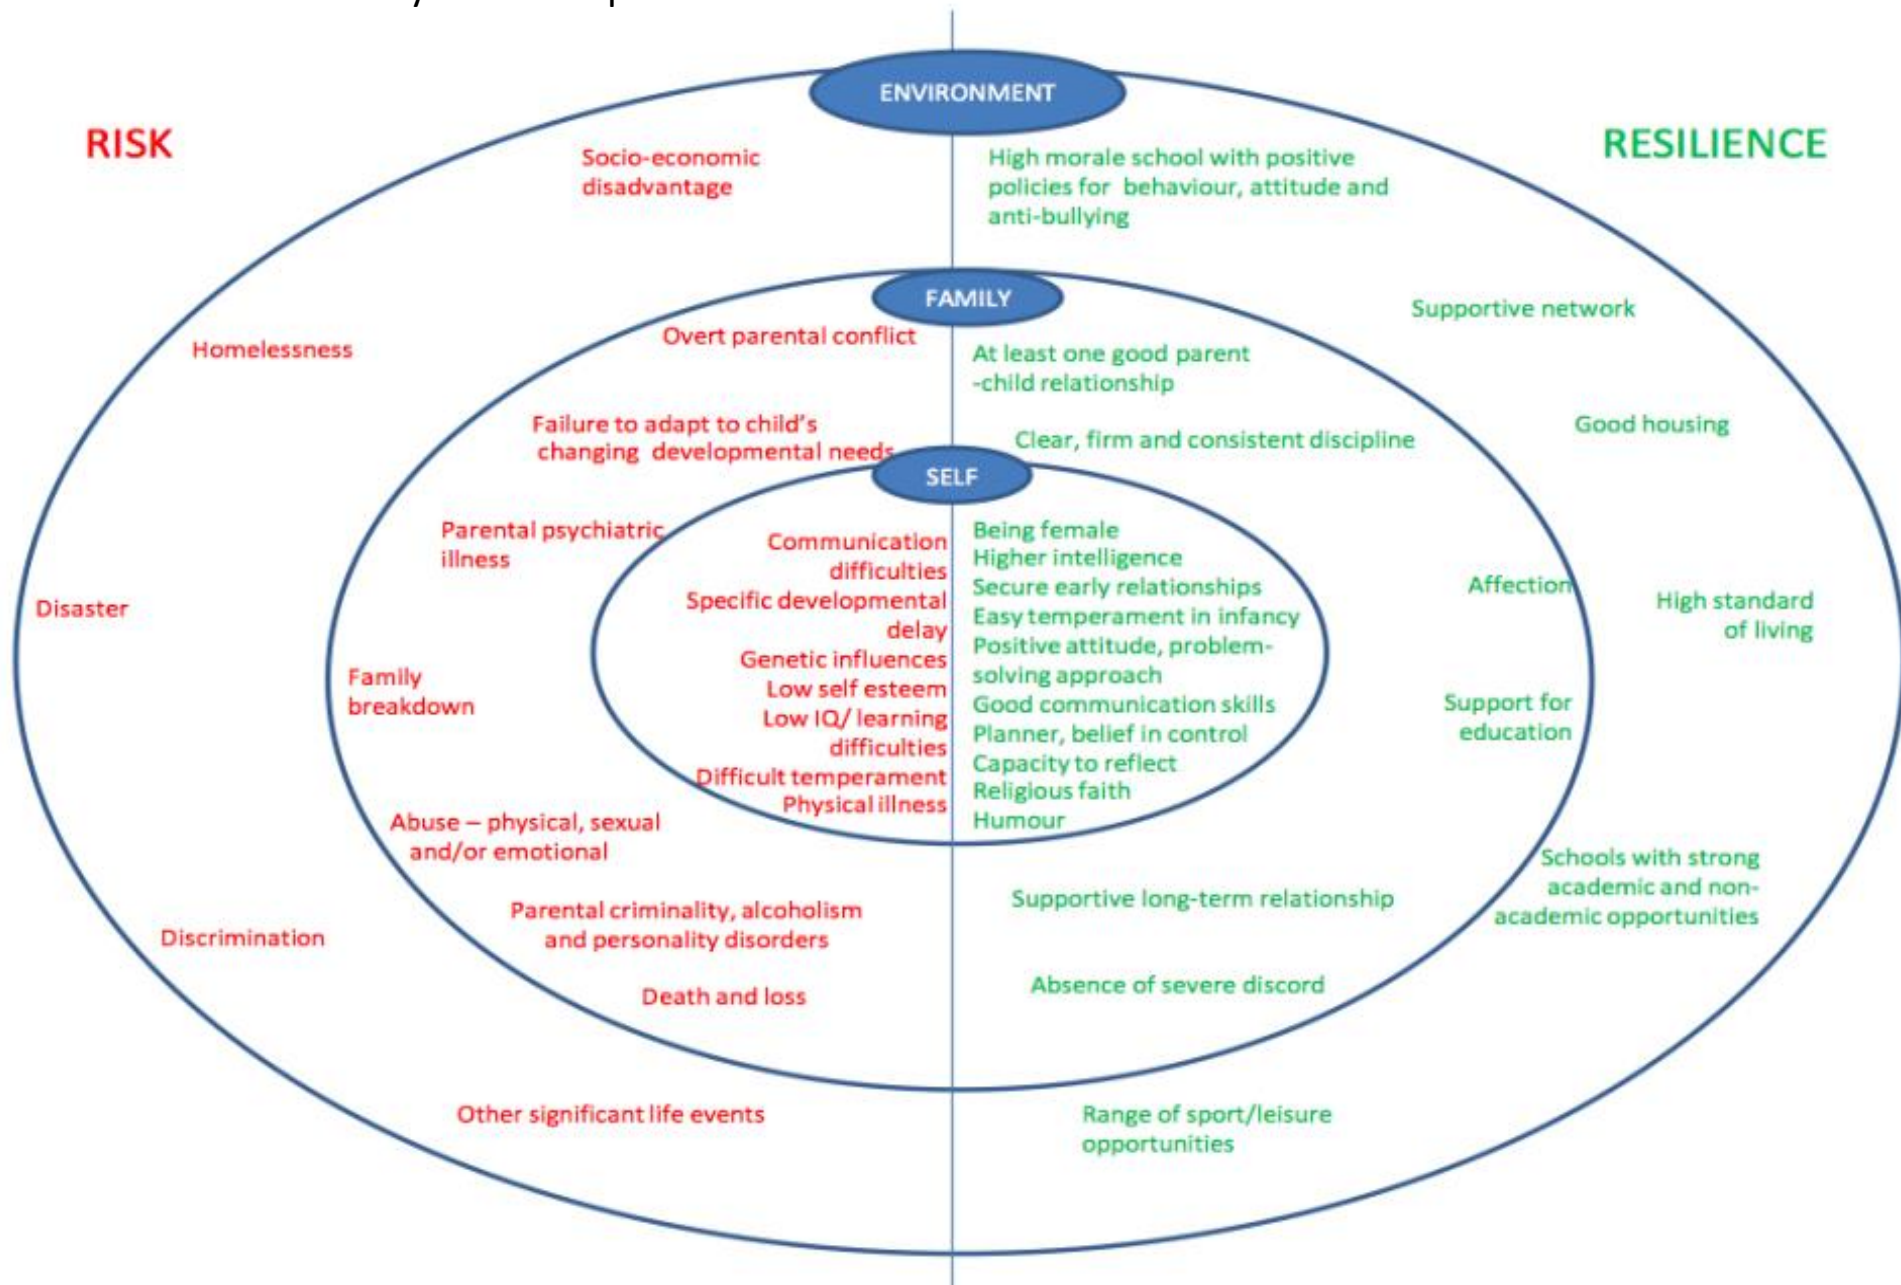 ENVIRONMENT
RISK
RESILIENCE
Socio-economic
disadvantage
High morale school with positive
policies for behaviour, attitude and
anti-bullying
FAMILY
Supportive network
Homelessness
Overt parental conflict
At least one good parent
-child relationship
Failure to adapt to child's
changing developmental needs
Clear, firm and consistent discipline
Good housing
SELF
Parental psychiatric
illness
Communication
difficulties
Specific developmental
delay
Genetic influences
Low self esteem
Low IQ/ learning
difficulties
Difficult temperament
Physical illness
Being female
Higher intelligence
Secure early relationships
Easy temperament in infancy
Positive attitude, problem-
solving approach
Good communication skills
Planner, belief in control
Capacity to reflect
Religious faith
Humour
Affection
High standard
of living
Disaster
Family
breakdown
Support for
education
Abuse – physical, sexual
and/or emotional
Schools with strong
academic and non-
academic opportunities
Parental criminality, alcoholism
and personality disorders
Supportive long-term relationship
Discrimination
Death and loss
Absence of severe discord
Other significant life events
Range of sport/leisure
opportunities